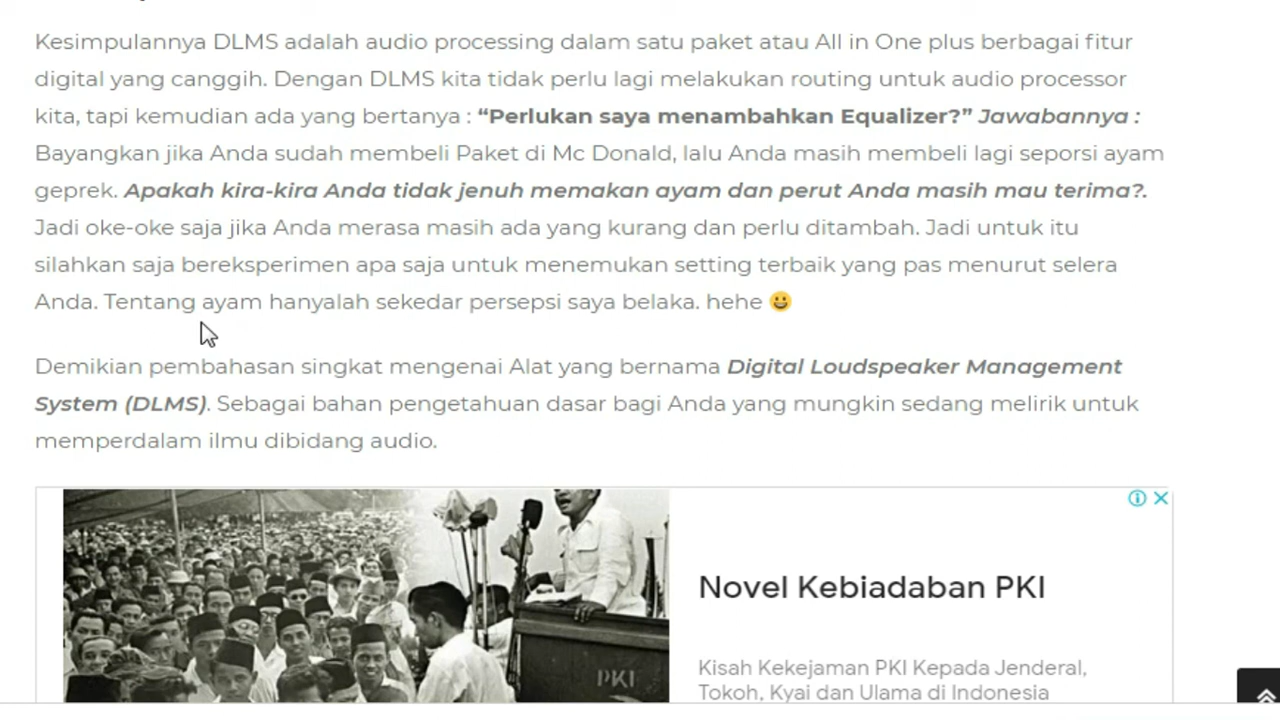 Kesimpulannya DLMS adalah audio processing dalam satu paket atau All in One plus berbagai fitur
digital yang canggih. Dengan DLMS kita tidak perlu lagi melakukan routing untuk audio processor
kita, tapi kemudian ada yang bertanya : “Perlukan saya menambahkan Equalizer?” Jawabannya :
Bayangkan jika Anda sudah membeli Paket di Mc Donald, lalu Anda masih membeli lagi seporsi ayam
geprek. Apakah kira-kira Anda tidak jenuh memakan ayam dan perut Anda masih mau terima?.
Jadi oke-oke saja jika Anda merasa masih ada yang kurang dan perlu ditambah. Jadi untuk itu
silahkan saja bereksperimen apa saja untuk menemukan setting terbaik yang pas menurut selera
Anda. Tentang ayam hanyalah sekedar persepsi saya belaka. hehe 😀
Demikian pembahasan singkat mengenai Alat yang bernama Digital Loudspeaker Management
System (DLMS). Sebagai bahan pengetahuan dasar bagi Anda yang mungkin sedang melirik untuk
memperdalam ilmu dibidang audio.
Novel Kebiadaban PKI
Kisah Kekejaman PKI Kepada Jenderal,
Tokoh, Kyai dan Ulama di Indonesia
PKI